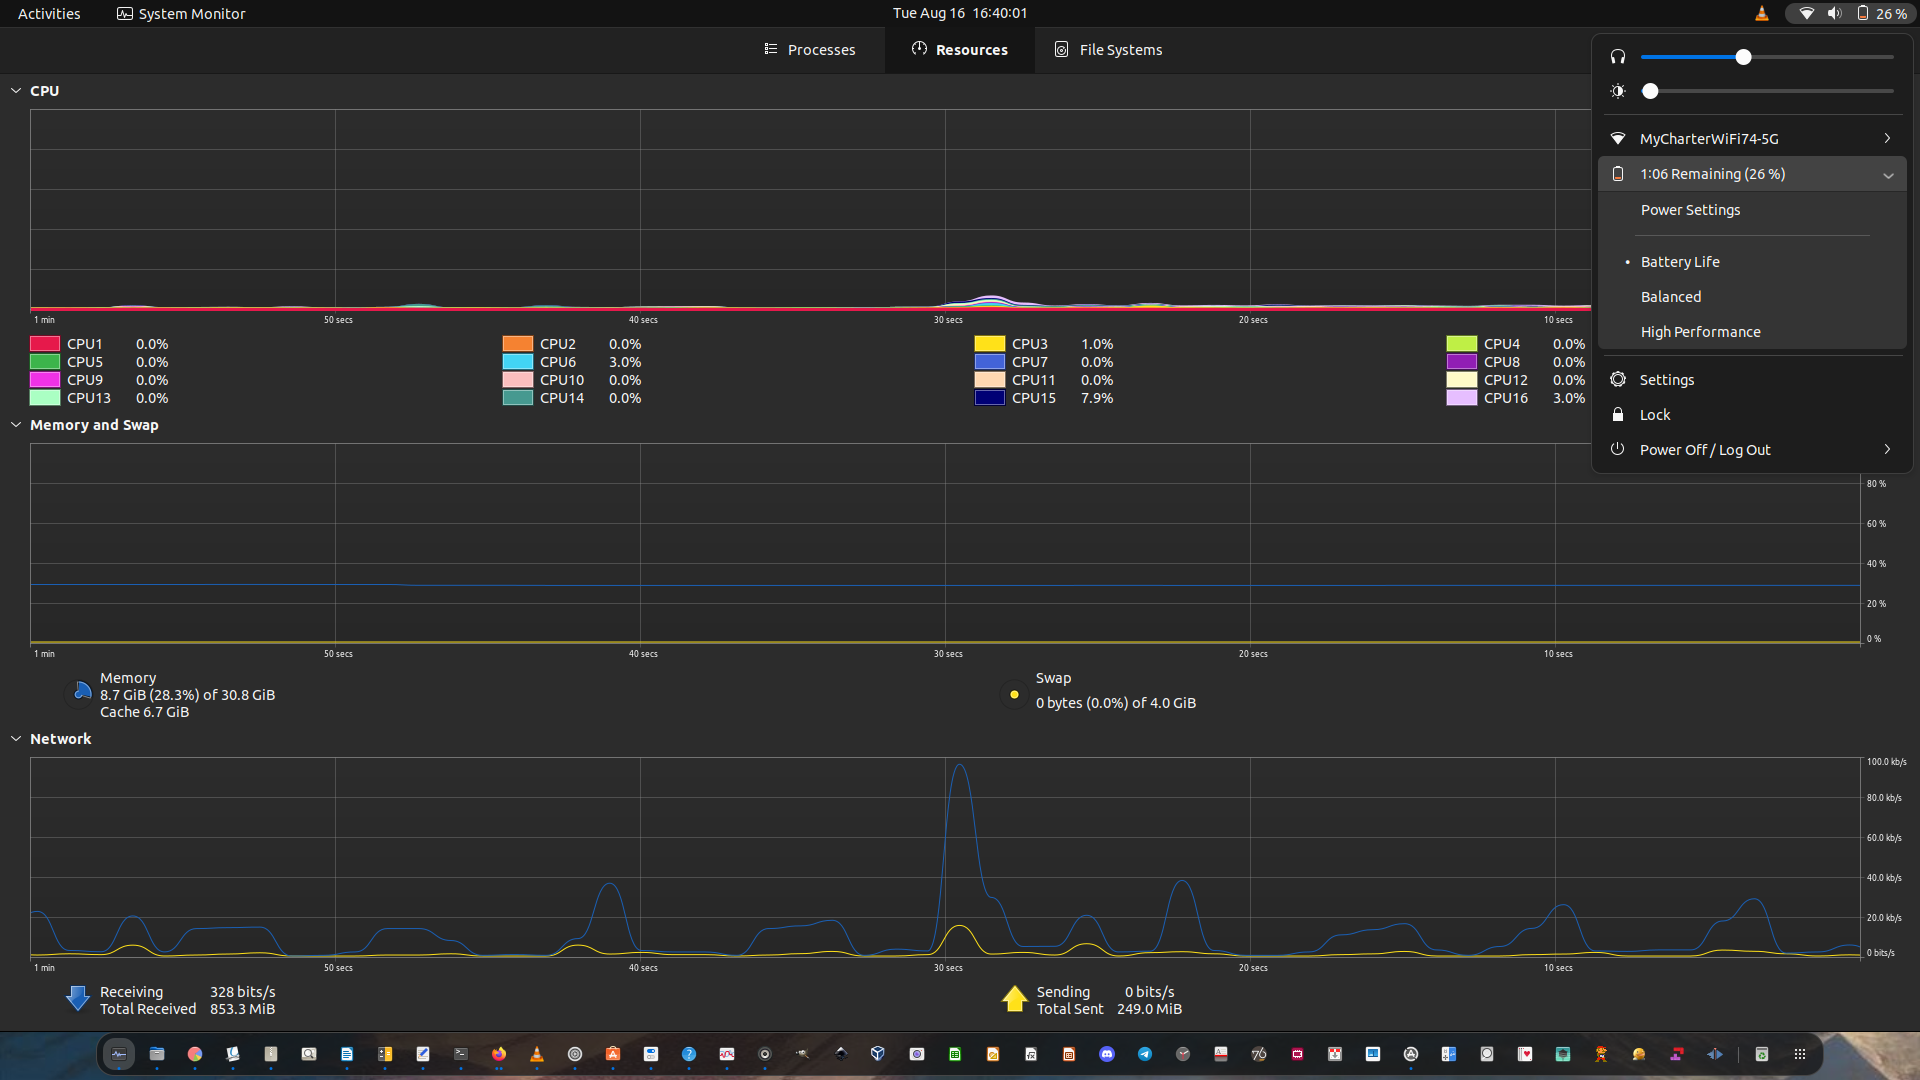 Activities
System Monitor
Tue Aug 16 16:40:01
26 %
Processes
Resources
File Systems
CPU
1 min
50 secs
40 secs
30 secs
20 secs
10 secs
CPU1 0.0%
CPU2 0.0%
CPU3 1.0%
CPU4 0.0%
CPU5 0.0%
CPU6 3.0%
CPU7 0.0%
CPU8 0.0%
CPU9 0.0%
CPU10 0.0%
CPU11 0.0%
CPU12 0.0%
CPU13 0.0%
CPU14 0.0%
CPU15 7.9%
CPU16 3.0%
MyCharterWiFi74-5G
1:06 Remaining (26 %)
Power Settings
Battery Life
Balanced
High Performance
Settings
Lock
Power Off / Log Out
Memory and Swap
80 %
60 %
40 %
20 %
0 %
1 min
50 secs
40 secs
30 secs
20 secs
10 secs
Memory
8.7 GiB (28.3%) of 30.8 GiB
Cache 6.7 GiB
Swap
0 bytes (0.0%) of 4.0 GiB
Network
100.0 kb/s
80.0 kb/s
60.0 kb/s
40.0 kb/s
20.0 kb/s
0 bits/s
1 min
50 secs
40 secs
30 secs
20 secs
10 secs
Receiving 328 bits/s
Total Received 853.3 MiB
Sending 0 bits/s
Total Sent 249.0 MiB
76